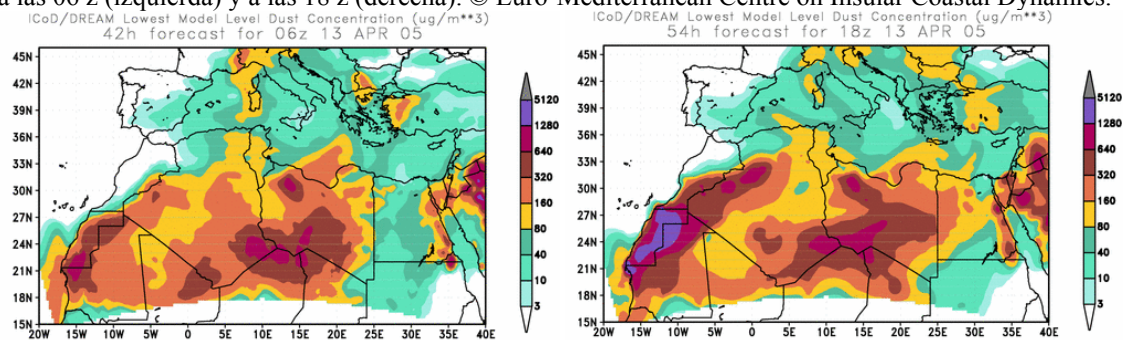 a las 06 z (izquierda) y a las 18 z (derecha). © Euro-Mediterranean Centre on Insular Coastal Dynamics.
ICoD/DREAM Lowest Model Level Dust Concentration (ug/m**3)
42h forecast for 06z 13 APR 05
45N
42N
39N
36N
33N
30N
27N
24N
21N
18N
15N
20W 15W 10W 5W 0 5E 10E 15E 20E 25E 30E 35E 40E
5120
1280
640
320
160
80
40
10
3
ICoD/DREAM Lowest Model Level Dust Concentration (ug/m**3)
54h forecast for 18z 13 APR 05
45N
42N
39N
36N
33N
30N
27N
24N
21N
18N
15N
20W 15W 10W 5W 0 5E 10E 15E 20E 25E 30E 35E 40E
5120
1280
640
320
160
80
40
10
3